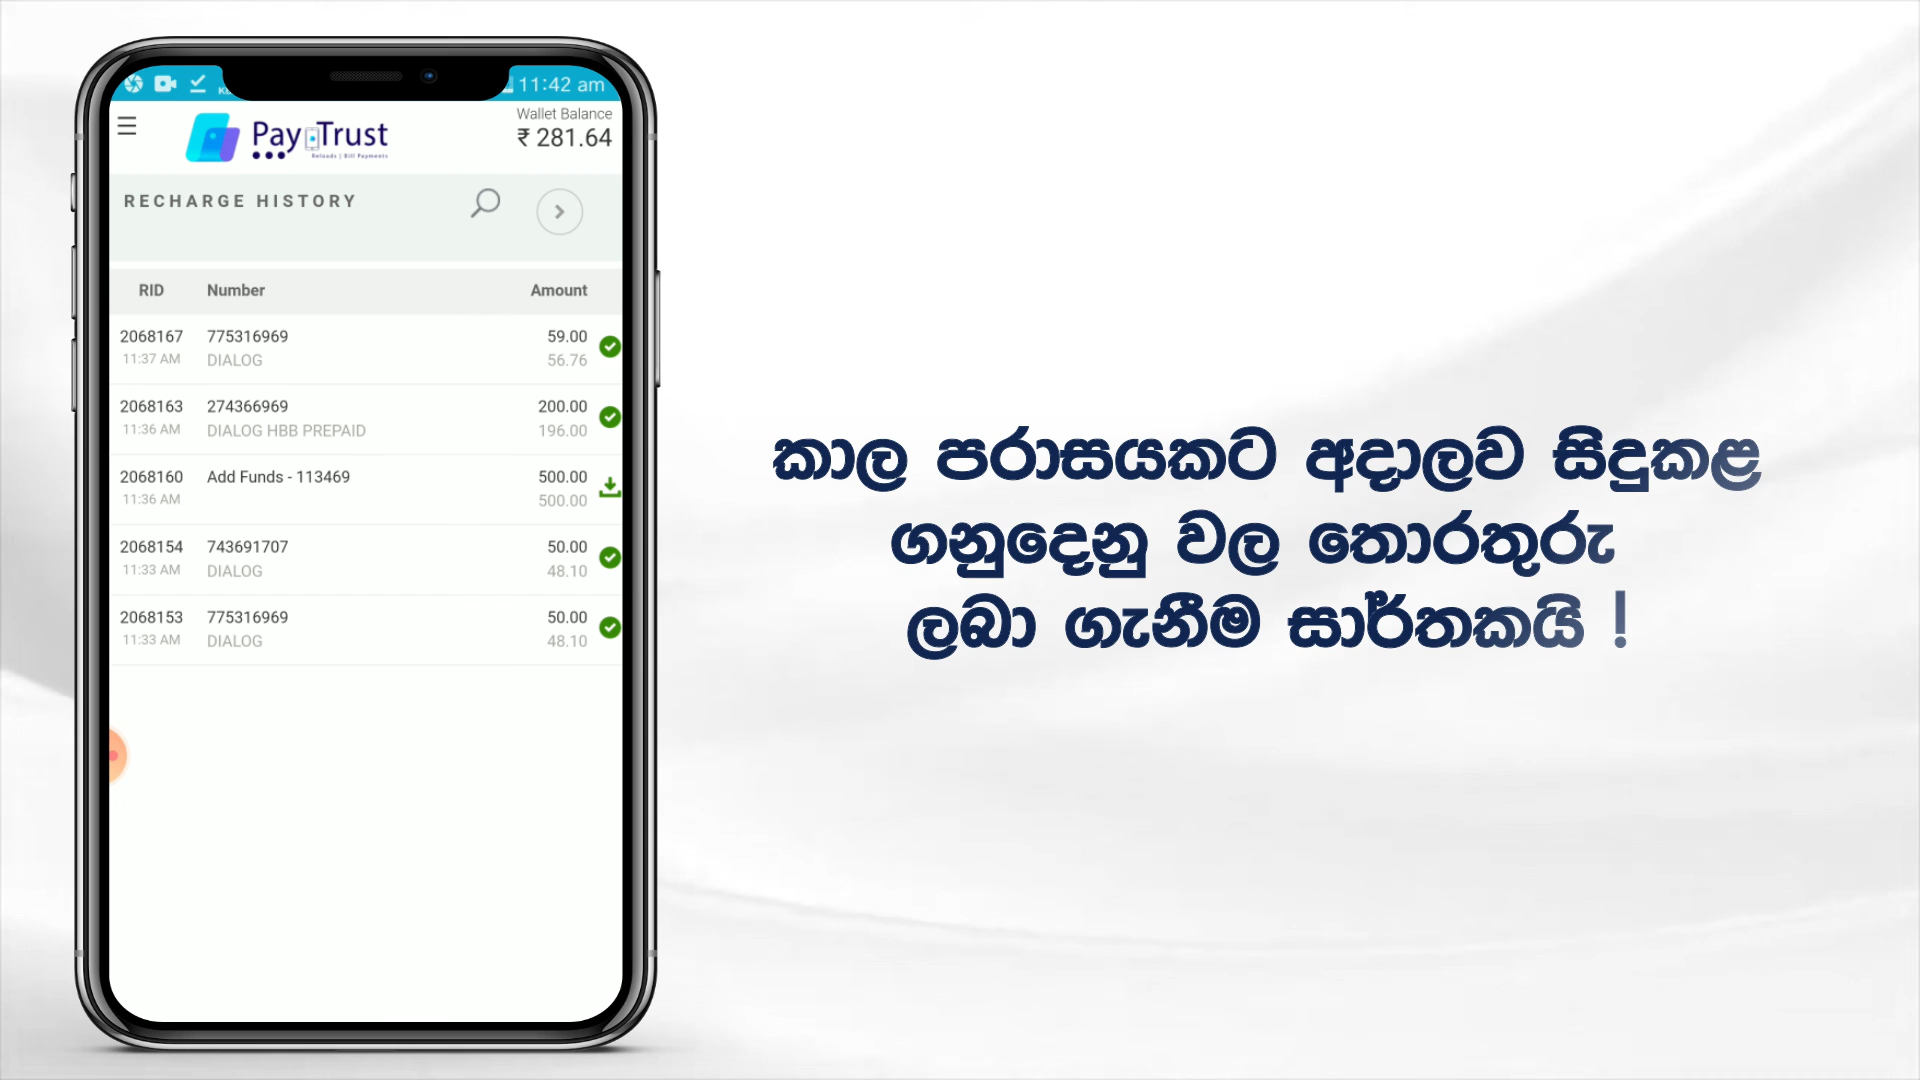 11:42 am
Wallet Balance
₹ 281.64
Pay Trust
Reloads | Bill Payments
RECHARGE HISTORY
RID Number Amount
2068167 775316969 59.00
11:37 AM DIALOG 56.76
2068163 274366969 200.00
11:36 AM DIALOG HBB PREPAID 196.00
2068160 Add Funds - 113469 500.00
11:36 AM 500.00
2068154 743691707 50.00
11:33 AM DIALOG 48.10
2068153 775316969 50.00
11:33 AM DIALOG 48.10
කාල පරාසයකට අදාලව සිදුකළ
ගනුදෙනු වල තොරතුරු
ලබා ගැනීම සාර්තකයි !